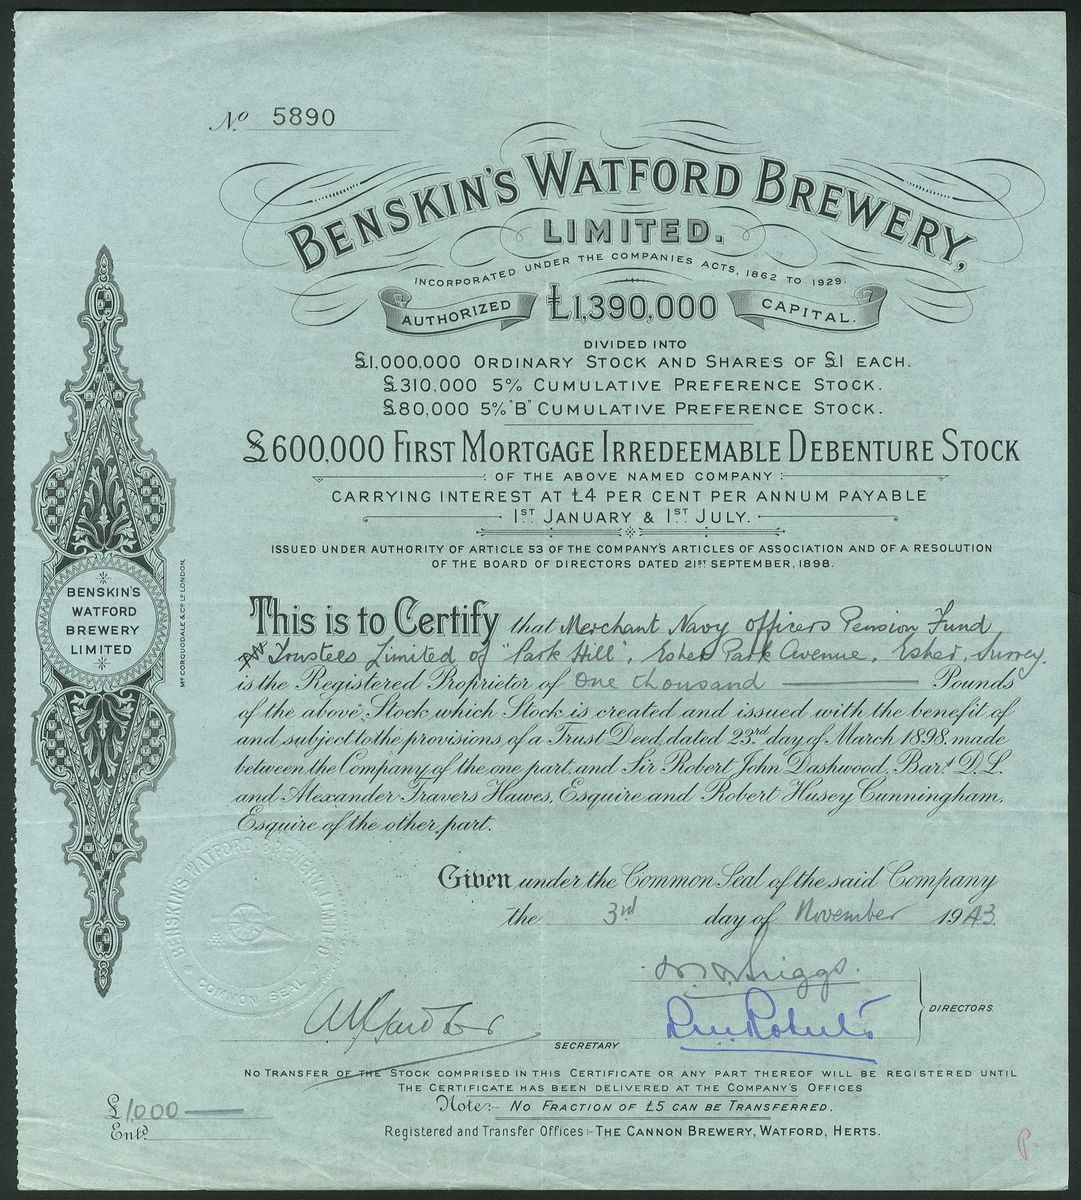 No 5890
BENSKIN'S WATFORD BREWERY,
LIMITED.
INCORPORATED UNDER THE COMPANIES ACTS, 1862 TO 1929.
AUTHORIZED £1,390,000 CAPITAL.
DIVIDED INTO
£1,000,000 ORDINARY STOCK AND SHARES OF £1 EACH.
£310,000 5% CUMULATIVE PREFERENCE STOCK.
£80,000 5% "B" CUMULATIVE PREFERENCE STOCK.
£600,000 FIRST MORTGAGE IRREDEEMABLE DEBENTURE STOCK
OF THE ABOVE NAMED COMPANY:
CARRYING INTEREST AT £4 PER CENT PER ANNUM PAYABLE
1ST JANUARY & 1ST JULY.
ISSUED UNDER AUTHORITY OF ARTICLE 53 OF THE COMPANY'S ARTICLES OF ASSOCIATION AND OF A RESOLUTION
OF THE BOARD OF DIRECTORS DATED 21ST SEPTEMBER, 1898.
BENSKIN'S
WATFORD
BREWERY
LIMITED
McCORQUODALE & Co. Ld LONDON.
This is to Certify that Merchant Navy Officers Pension Fund
Trustees Limited of "Park Hill", Esher Park Avenue, Esher, Surrey.
is the Registered Proprietor of One thousand Pounds
of the above Stock which Stock is created and issued with the benefit of
and subject to the provisions of a Trust Deed, dated 23rd day of March 1898. made
between the Company of the one part, and Sir Robert John Dashwood, Bart D.L.
and Alexander Travers Hawes, Esquire and Robert Husey Cunningham,
Esquire of the other part.
BENSKIN'S WATFORD BREWERY, LIMITED
COMMON SEAL
Given under the Common Seal of the said Company
the 3rd day of November 1943.
DIRECTORS.
SECRETARY
NO TRANSFER OF THE STOCK COMPRISED IN THIS CERTIFICATE OR ANY PART THEREOF WILL BE REGISTERED UNTIL
THE CERTIFICATE HAS BEEN DELIVERED AT THE COMPANY'S OFFICES
£1,000
Note:- NO FRACTION OF £5 CAN BE TRANSFERRED.
Entd.
Registered and Transfer Offices:- THE CANNON BREWERY, WATFORD, HERTS.
P.